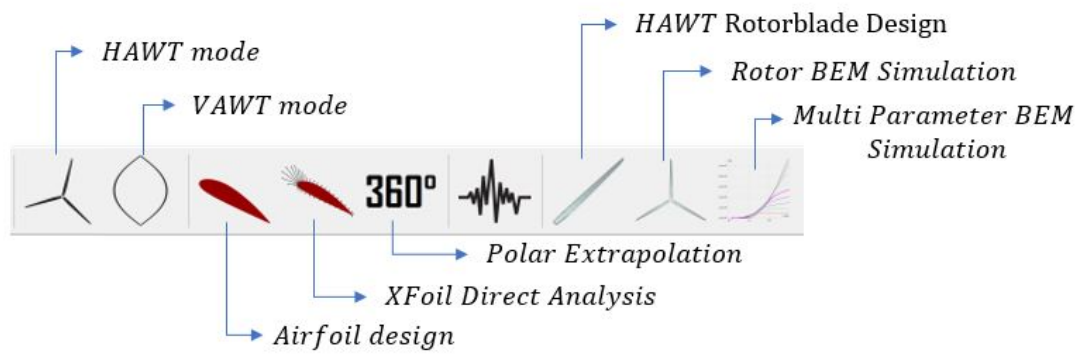 HAWT Rotorblade Design
HAWT mode
Rotor BEM Simulation
VAWT mode
Multi Parameter BEM
Simulation
360°
Polar Extrapolation
XFoil Direct Analysis
Airfoil design